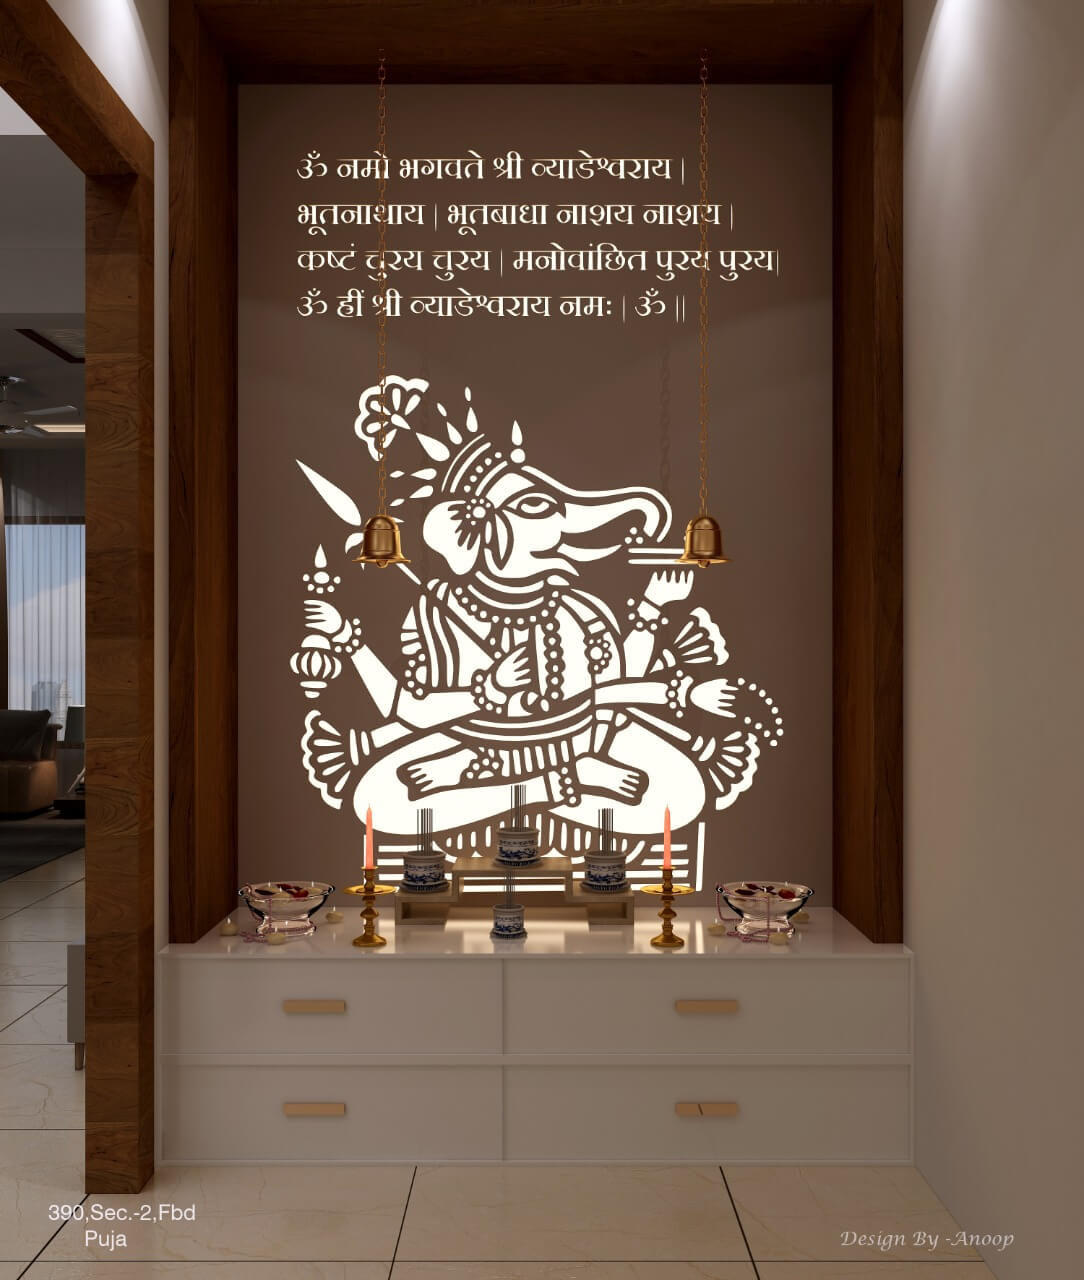 ॐ नमो भगवते श्री व्याडेश्वराय |
भूतनाथाय | भूतबाधा नाशय नाशय |
कष्टं चुरय चुरय | मनोवांछित पुरय पुरय|
ॐ ह्रीं श्री व्याडेश्वराय नमः | ॐ ||
390,Sec.-2,Fbd
Puja
Design By -Anoop